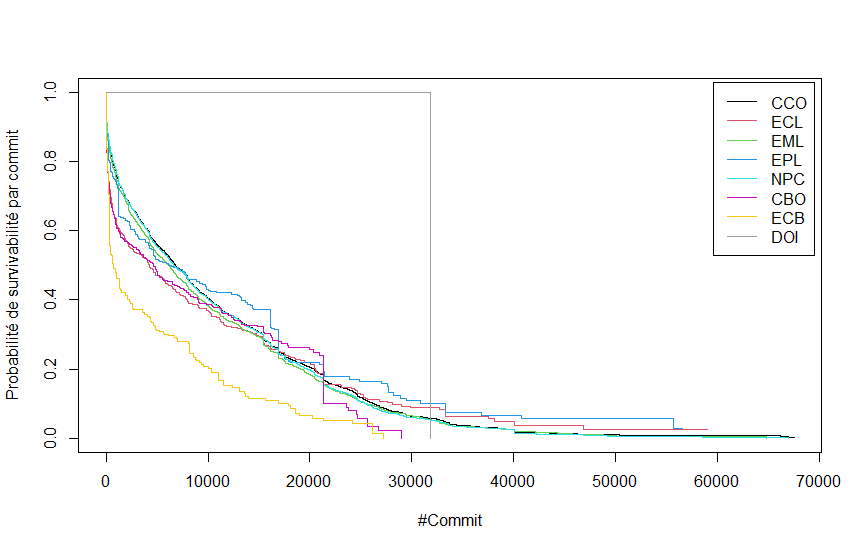 Probabilité de survivabilité par commit
1.0
0.8
0.6
0.4
0.2
0.0
CCO
ECL
EML
EPL
NPC
CBO
ECB
DOI
0 10000 20000 30000 40000 50000 60000 70000
#Commit